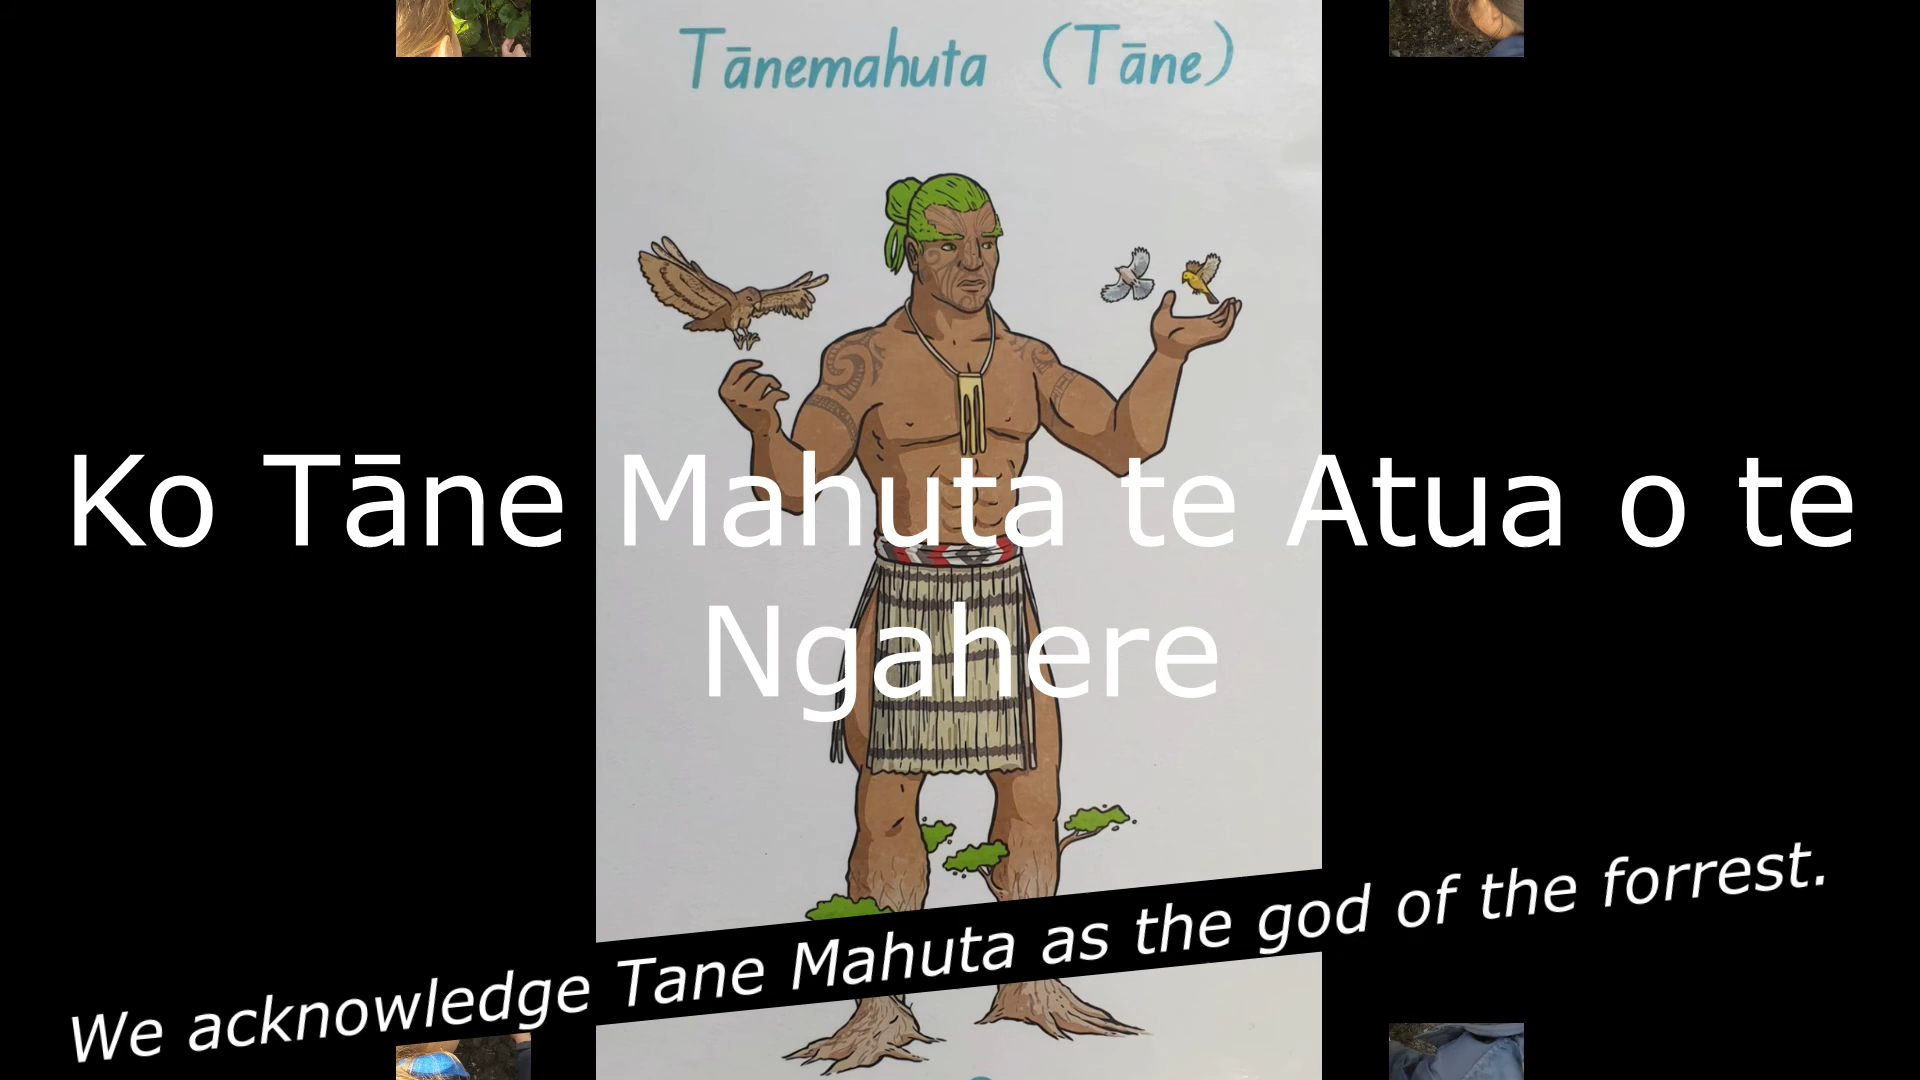 Tānemahuta (Tāne)
Ko Tāne Mahuta te Atua o te
Ngahere
We acknowledge Tane Mahuta as the god of the forrest.